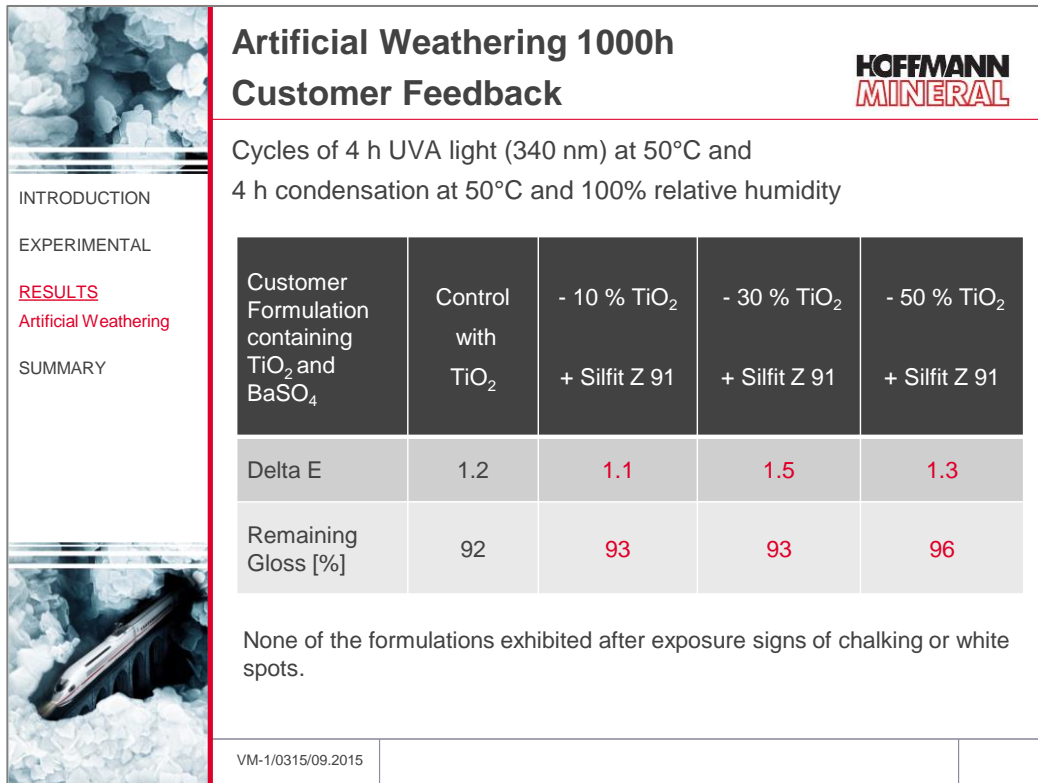 Artificial Weathering 1000h
Customer Feedback
HOFFMANN
MINERAL
INTRODUCTION
EXPERIMENTAL
RESULTS
Artificial Weathering
SUMMARY
Cycles of 4 h UVA light (340 nm) at 50°C and
4 h condensation at 50°C and 100% relative humidity
Customer
Formulation
containing
TiO₂ and
BaSO₄
Control
with
TiO₂
- 10 % TiO₂
+ Silfit Z 91
- 30 % TiO₂
+ Silfit Z 91
- 50 % TiO₂
+ Silfit Z 91
Delta E 1.2 1.1 1.5 1.3
Remaining
Gloss [%] 92 93 93 96
None of the formulations exhibited after exposure signs of chalking or white
spots.
VM-1/0315/09.2015